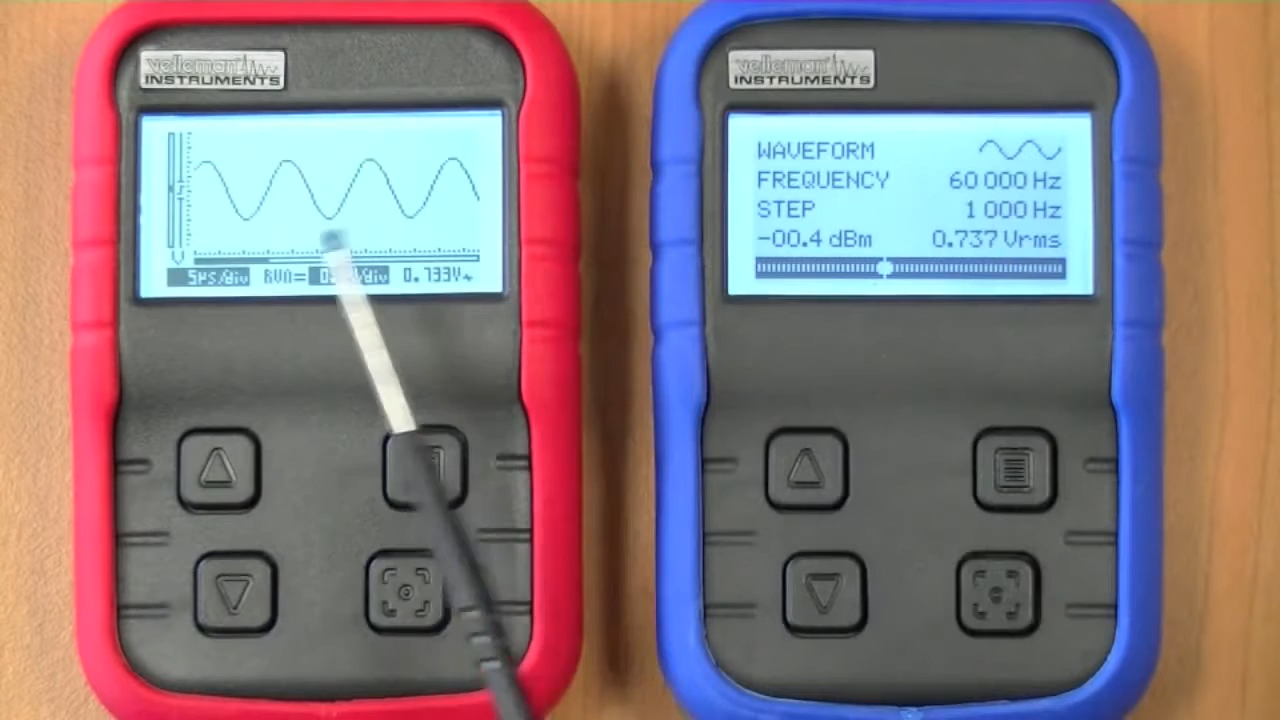 velleman
INSTRUMENTS
5µs/div RUN= 0.733V~
velleman
INSTRUMENTS
WAVEFORM
FREQUENCY 60 000 Hz
STEP 1 000 Hz
-00.4 dBm 0.737 Vrms